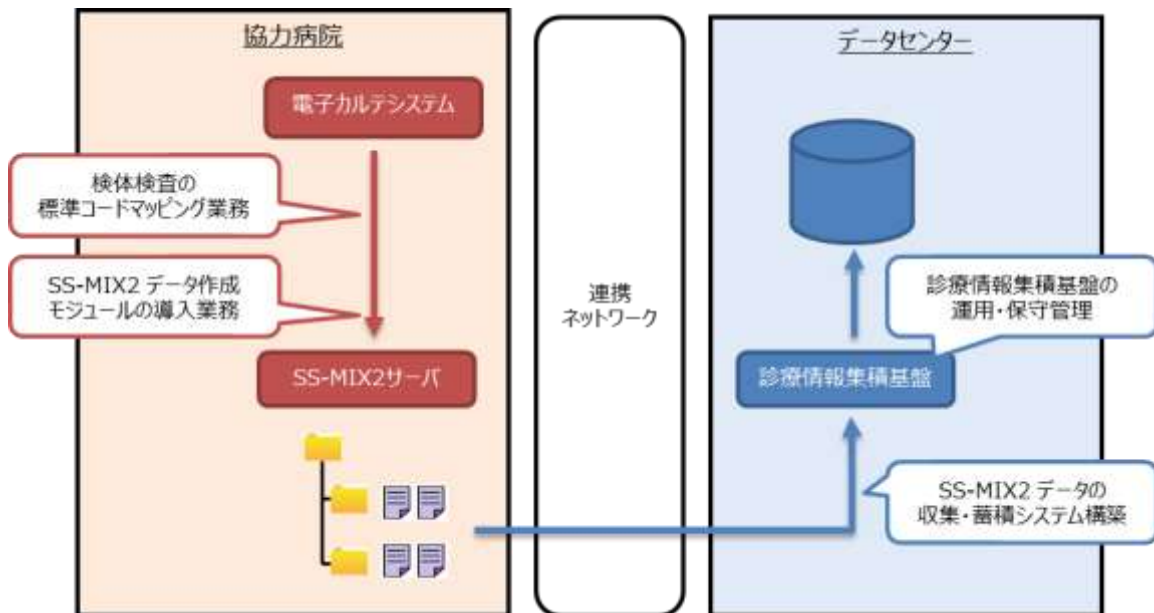 協力病院
電子カルテシステム
検体検査の
標準コードマッピング業務
SS-MIX2 データ作成
モジュールの導入業務
SS-MIX2サーバ
連携
ネットワーク
データセンター
診療情報集積基盤の
運用・保守管理
診療情報集積基盤
SS-MIX2 データの
収集・蓄積システム構築